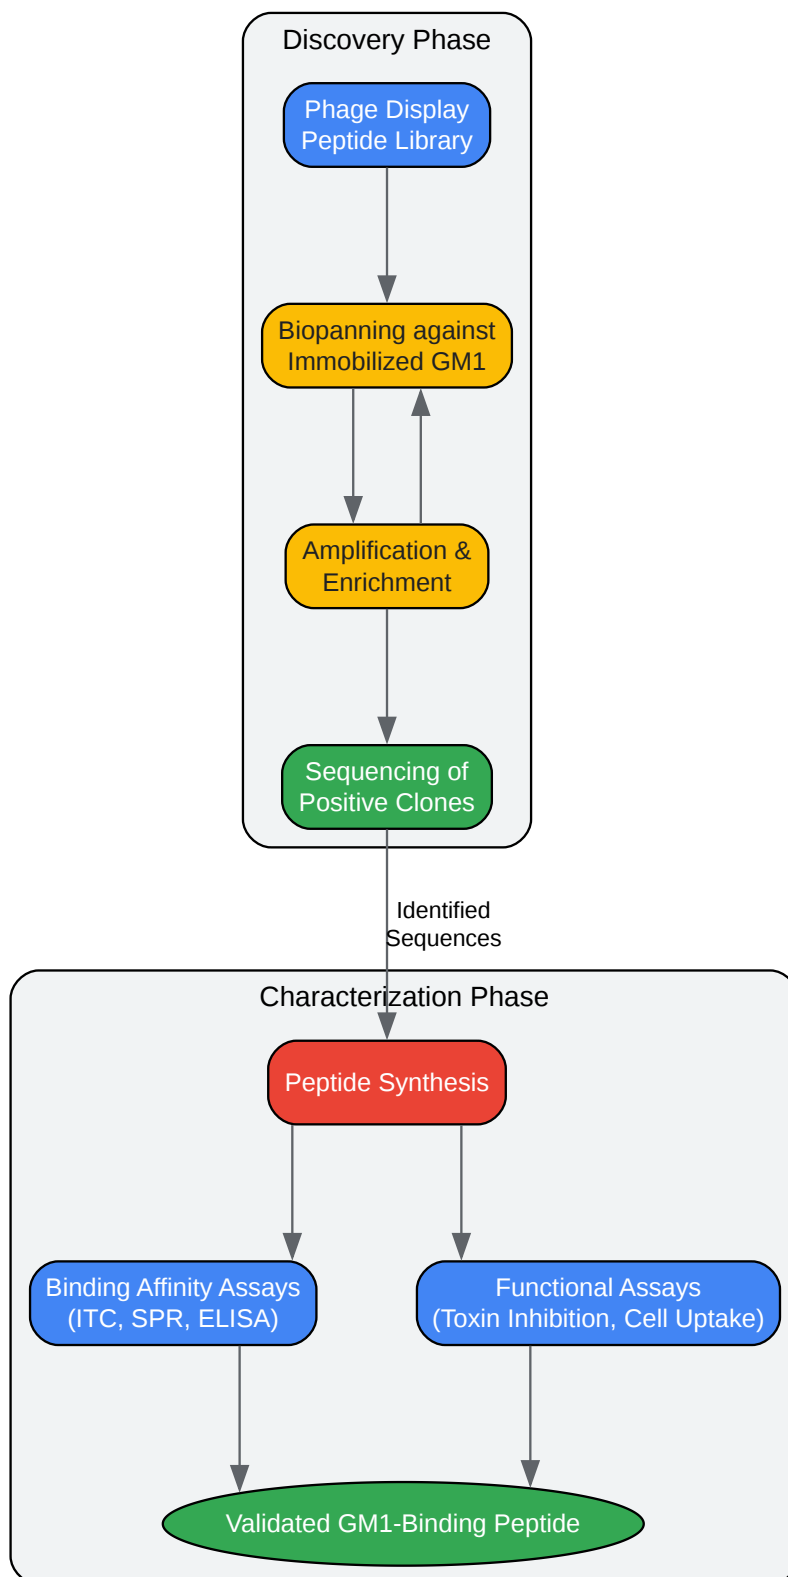 Discovery Phase
Phage Display
Peptide Library
Biopanning against
Immobilized GM1
Amplification &
Enrichment
Sequencing of
Positive Clones
Identified
Sequences
Characterization Phase
Peptide Synthesis
Binding Affinity Assays
(ITC, SPR, ELISA)
Functional Assays
(Toxin Inhibition, Cell Uptake)
Validated GM1-Binding Peptide